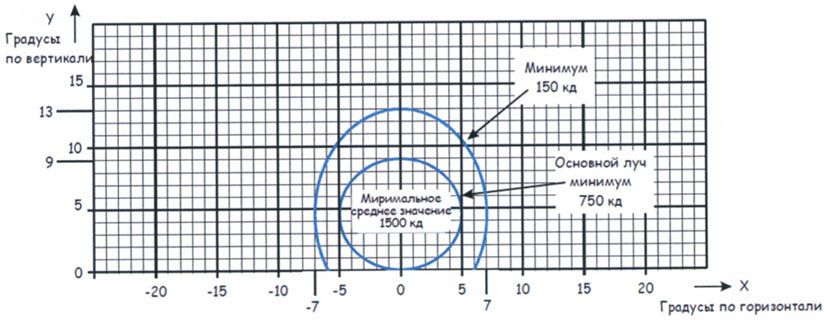 Y
Градусы
по вертикали
15
13
10
9
5
0
Минимум
150 кд
Основной луч
минимум
750 кд
Миримальное
среднее значение
1500 кд
-20 -15 -10 -5 0 5 10 15 20
-7 7
X
Градусы по горизонтали